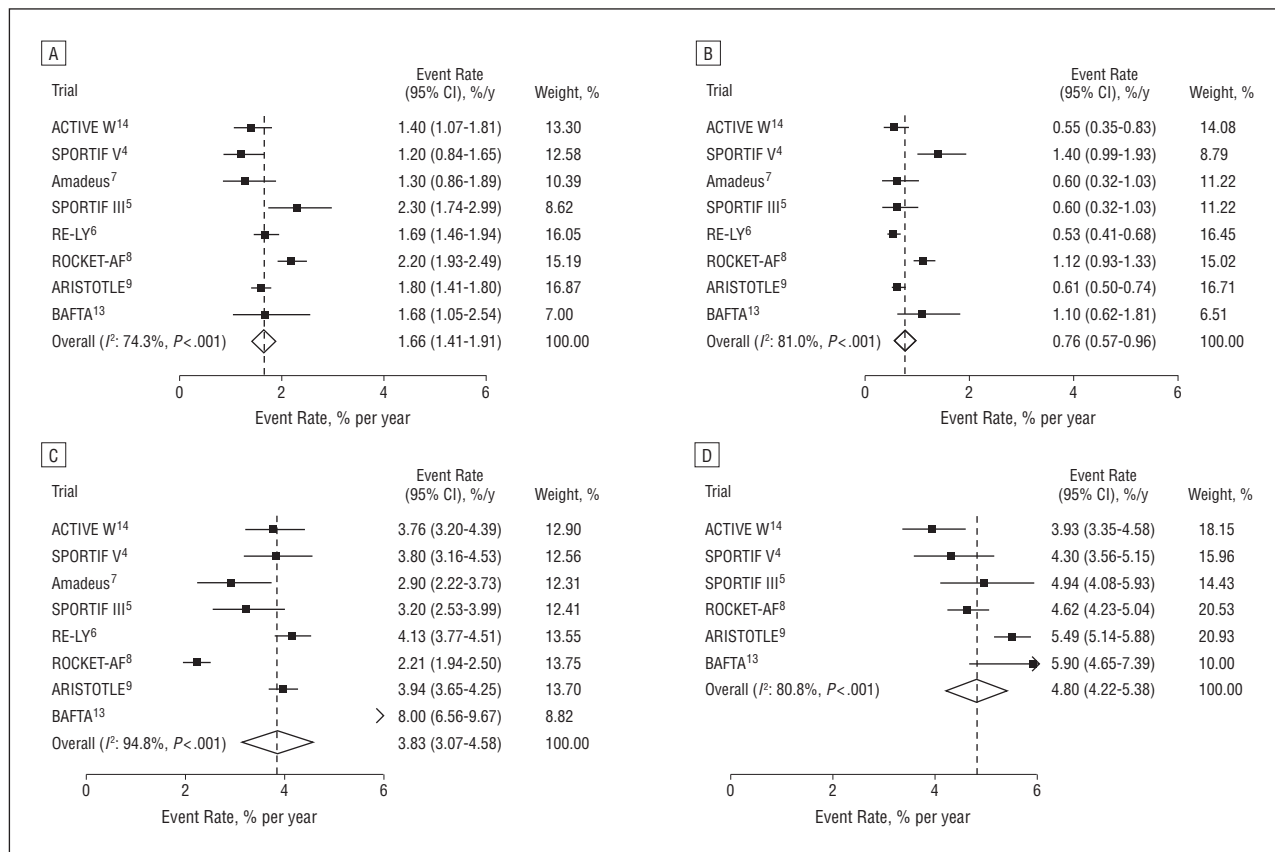 A
Trial Event Rate (95% CI), %/y Weight, %
ACTIVE W14 1.40 (1.07-1.81) 13.30
SPORTIF V4 1.20 (0.84-1.65) 12.58
Amadeus7 1.30 (0.86-1.89) 10.39
SPORTIF III5 2.30 (1.74-2.99) 8.62
RE-LY6 1.69 (1.46-1.94) 16.05
ROCKET-AF8 2.20 (1.93-2.49) 15.19
ARISTOTLE9 1.80 (1.41-1.80) 16.87
BAFTA13 1.68 (1.05-2.54) 7.00
Overall (I2: 74.3%, P<.001) 1.66 (1.41-1.91) 100.00
0 2 4 6
Event Rate, % per year
B
Trial Event Rate (95% CI), %/y Weight, %
ACTIVE W14 0.55 (0.35-0.83) 14.08
SPORTIF V4 1.40 (0.99-1.93) 8.79
Amadeus7 0.60 (0.32-1.03) 11.22
SPORTIF III5 0.60 (0.32-1.03) 11.22
RE-LY6 0.53 (0.41-0.68) 16.45
ROCKET-AF8 1.12 (0.93-1.33) 15.02
ARISTOTLE9 0.61 (0.50-0.74) 16.71
BAFTA13 1.10 (0.62-1.81) 6.51
Overall (I2: 81.0%, P<.001) 0.76 (0.57-0.96) 100.00
0 2 4 6
Event Rate, % per year
C
Trial Event Rate (95% CI), %/y Weight, %
ACTIVE W14 3.76 (3.20-4.39) 12.90
SPORTIF V4 3.80 (3.16-4.53) 12.56
Amadeus7 2.90 (2.22-3.73) 12.31
SPORTIF III5 3.20 (2.53-3.99) 12.41
RE-LY6 4.13 (3.77-4.51) 13.55
ROCKET-AF8 2.21 (1.94-2.50) 13.75
ARISTOTLE9 3.94 (3.65-4.25) 13.70
BAFTA13 8.00 (6.56-9.67) 8.82
Overall (I2: 94.8%, P<.001) 3.83 (3.07-4.58) 100.00
0 2 4 6
Event Rate, % per year
D
Trial Event Rate (95% CI), %/y Weight, %
ACTIVE W14 3.93 (3.35-4.58) 18.15
SPORTIF V4 4.30 (3.56-5.15) 15.96
SPORTIF III5 4.94 (4.08-5.93) 14.43
ROCKET-AF8 4.62 (4.23-5.04) 20.53
ARISTOTLE9 5.49 (5.14-5.88) 20.93
BAFTA13 5.90 (4.65-7.39) 10.00
Overall (I2: 80.8%, P<.001) 4.80 (4.22-5.38) 100.00
0 2 4 6
Event Rate, % per year